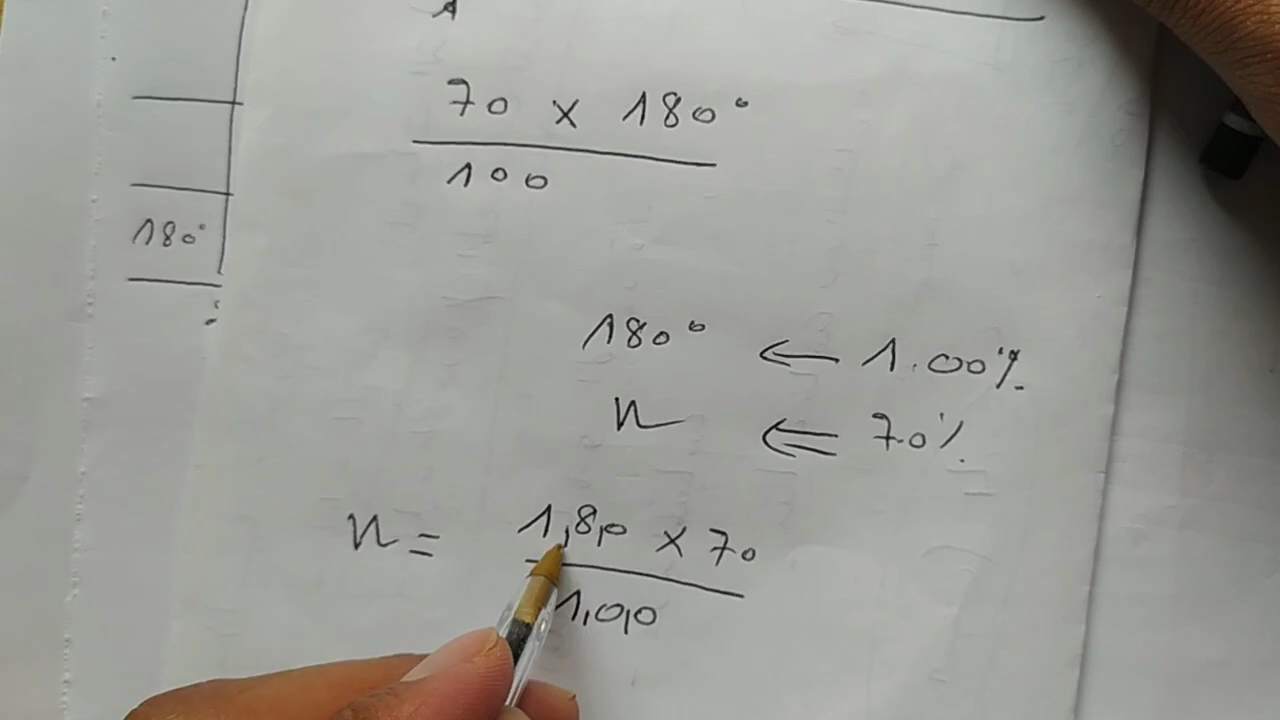 70 x 180°
100
180°
180° ← 1.00%
n ⇐ 70%
n = 1,8,0 x 70
1,0,0